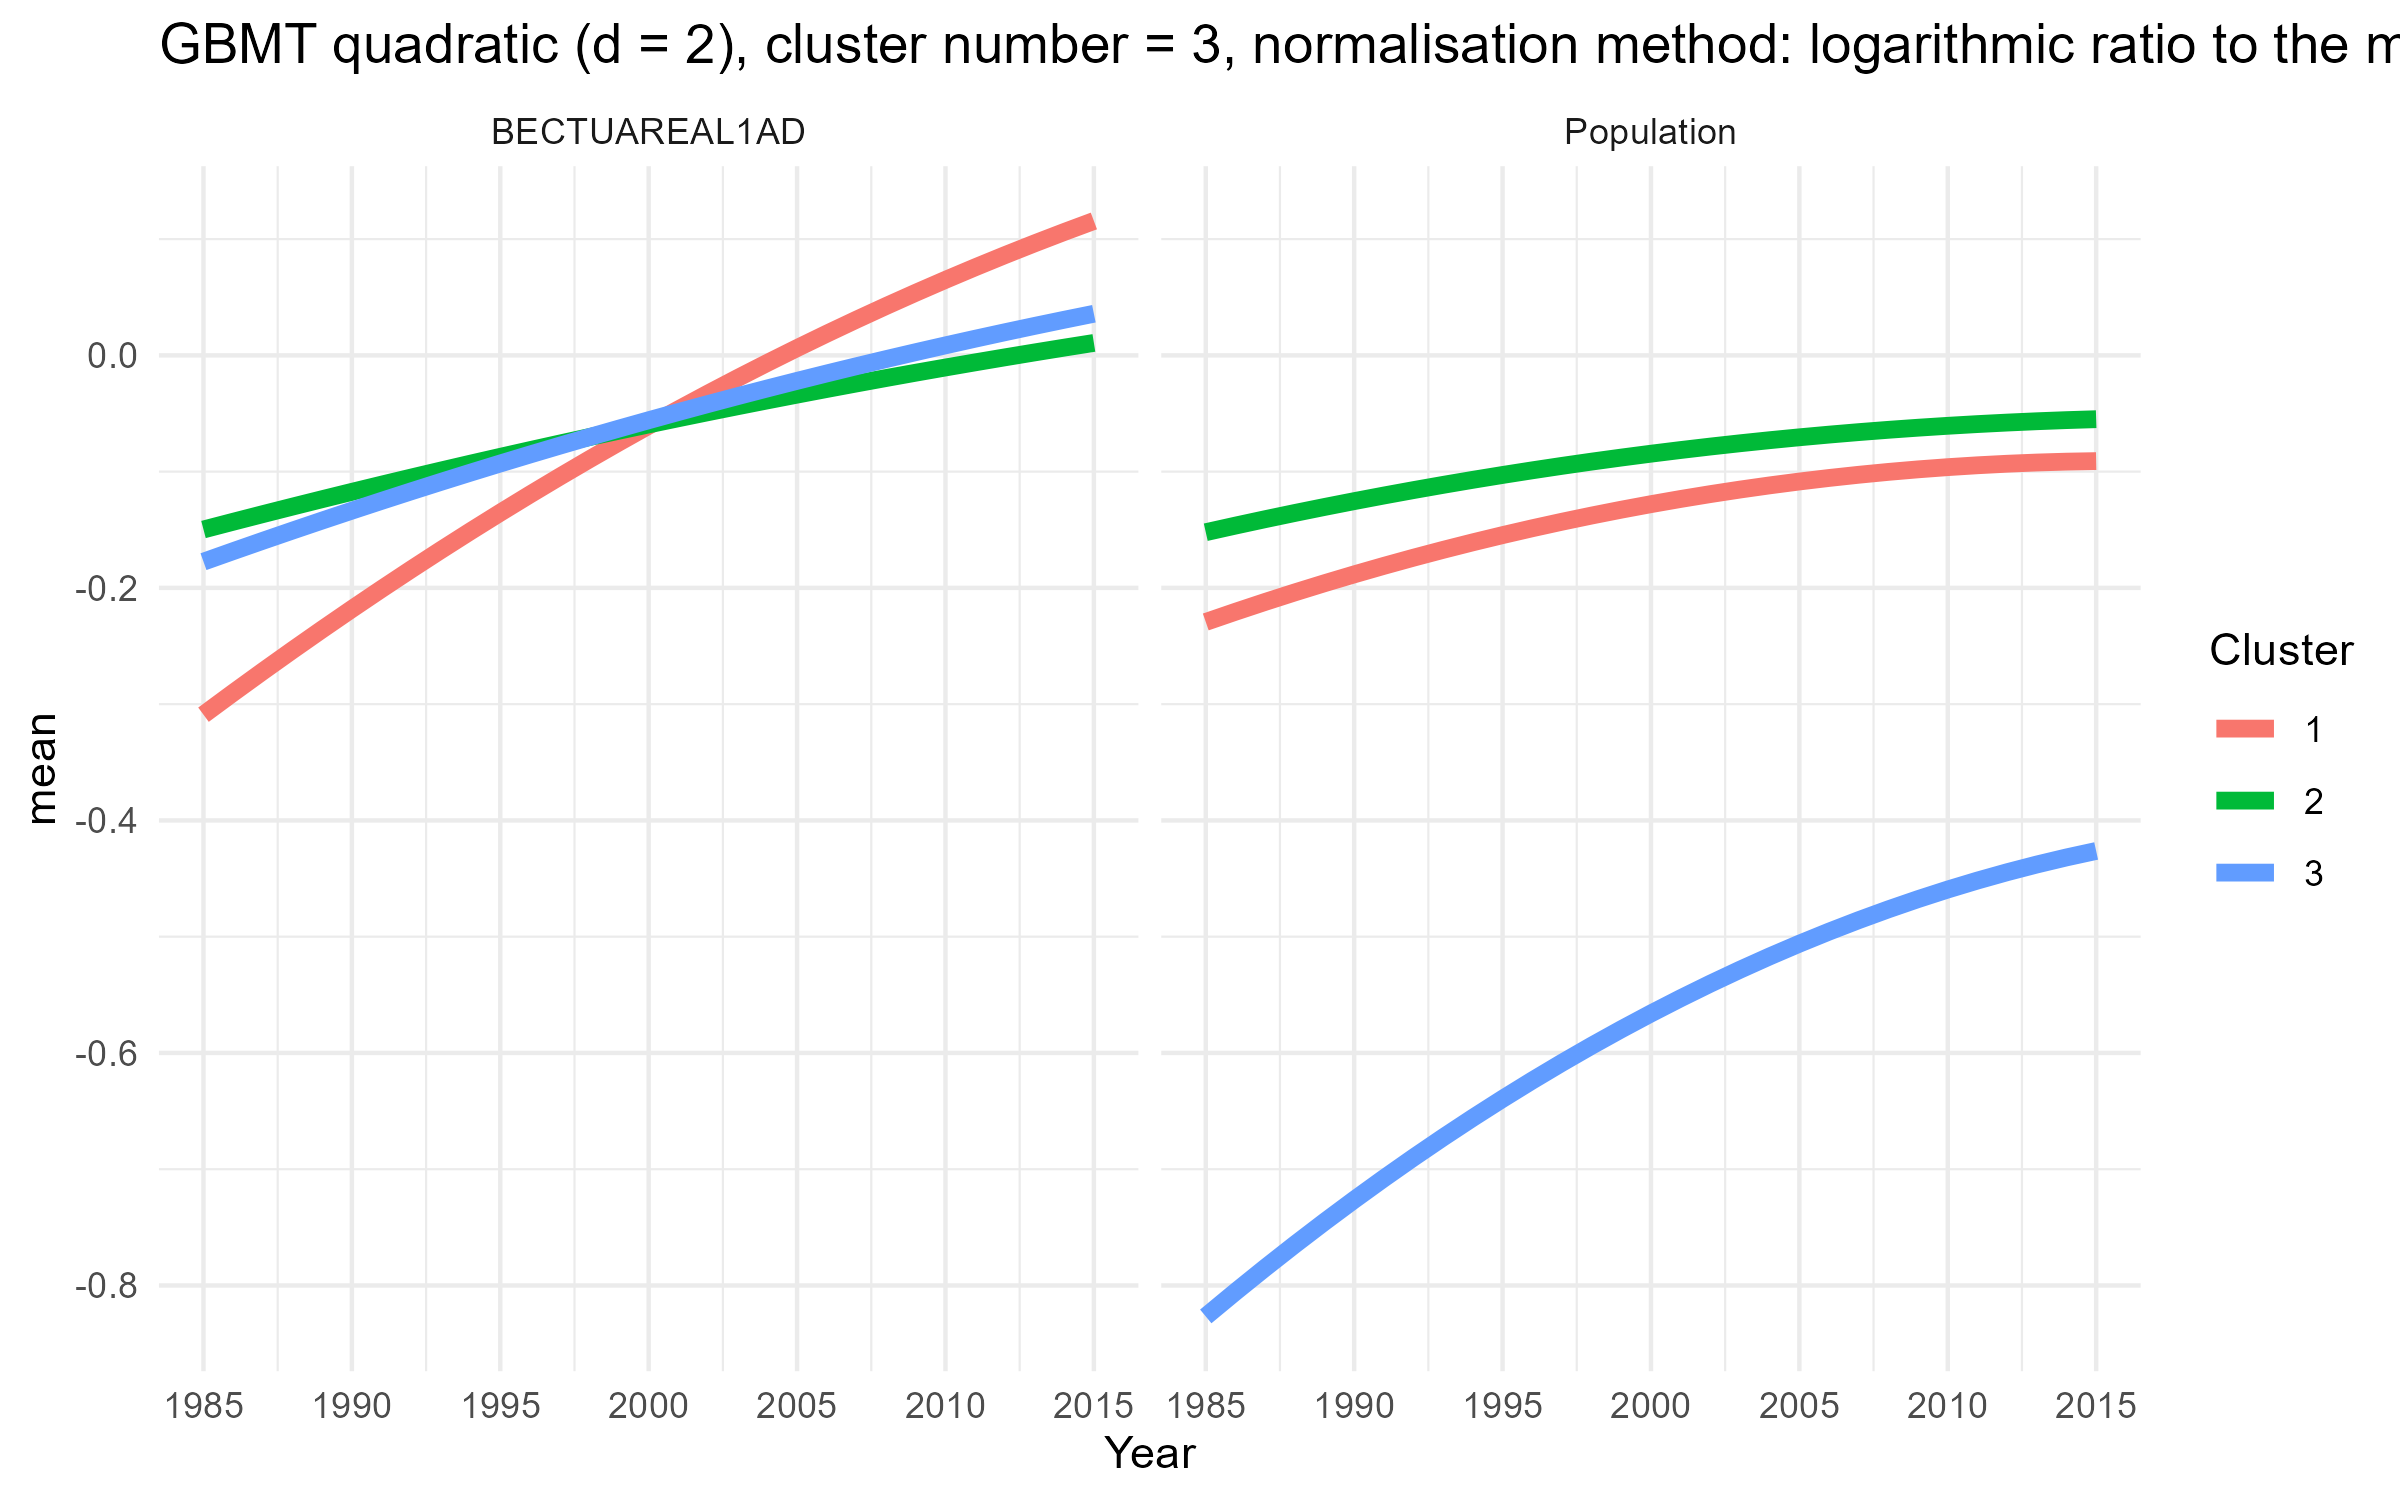 GBMT quadratic (d = 2), cluster number = 3, normalisation method: logarithmic ratio to the
BECTUAREAL1AD
Population
0.0
-0.2
-0.4
-0.6
-0.8
mean
1985 1990 1995 2000 2005 2010 2015
1985 1990 1995 2000 2005 2010 2015
Year
Cluster
1
2
3